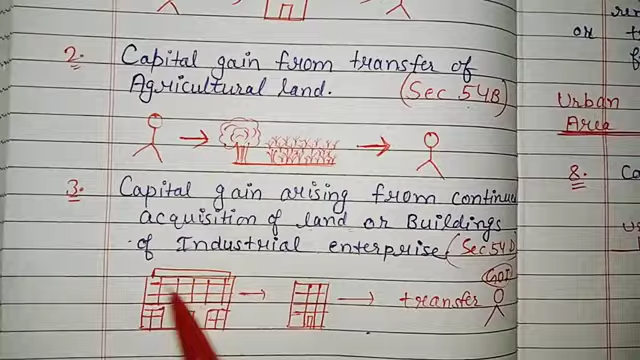 2. Capital gain from transfer of
Agricultural land. (Sec 54B)
3. Capital gain arising from
acquisition of land or Buildings
of Industrial enterprise (Sec 54D
transfer
or
Urban
Area
8.